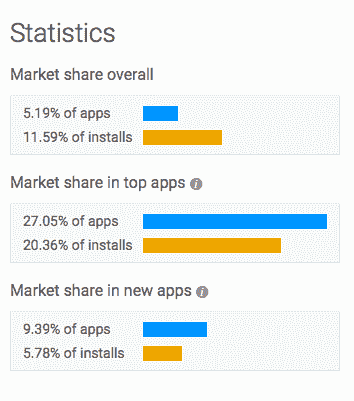 Statistics
Market share overall
5.19% of apps
11.59% of installs
Market share in top apps
27.05% of apps
20.36% of installs
Market share in new apps
9.39% of apps
5.78% of installs